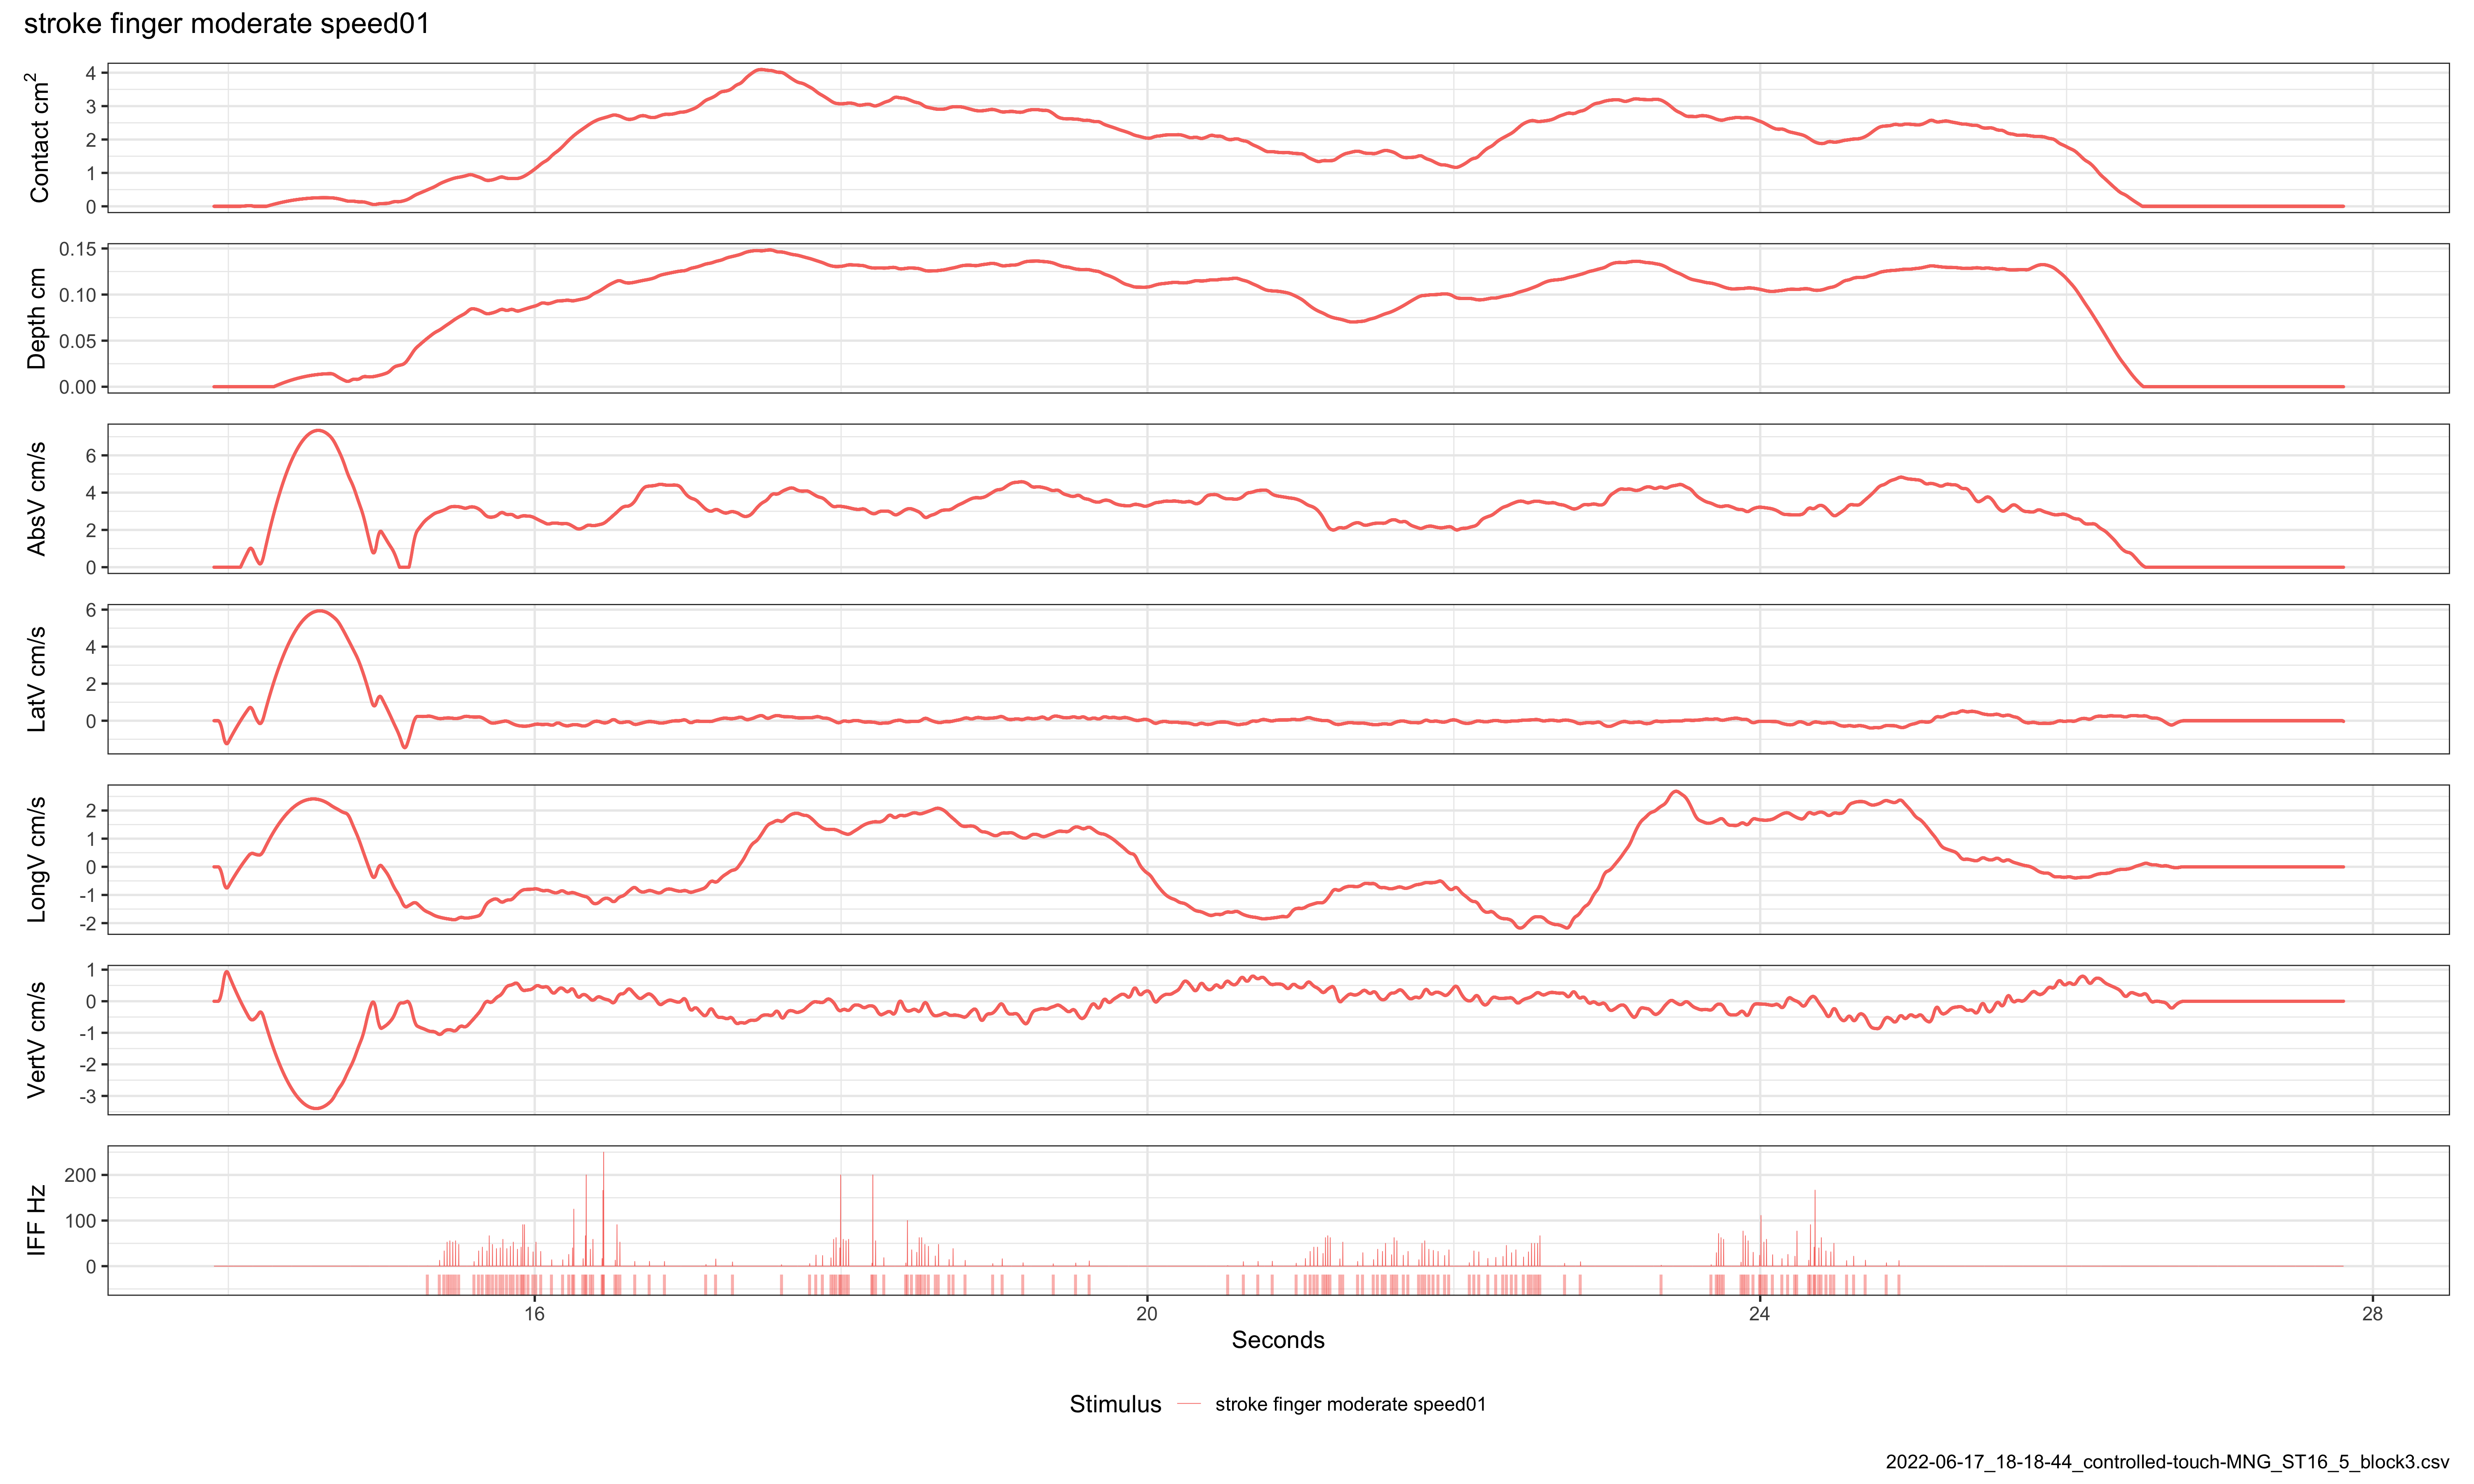 stroke finger moderate speed01
Contact cm²
4
3
2
1
0
Depth cm
0.15
0.10
0.05
0.00
AbsV cm/s
6
4
2
0
LatV cm/s
6
4
2
0
LongV cm/s
2
1
0
-1
-2
VertV cm/s
1
0
-1
-2
-3
IFF Hz
200
100
0
16 20 24 28
Seconds
Stimulus stroke finger moderate speed01
2022-06-17_18-18-44_controlled-touch-MNG_ST16_5_block3.csv